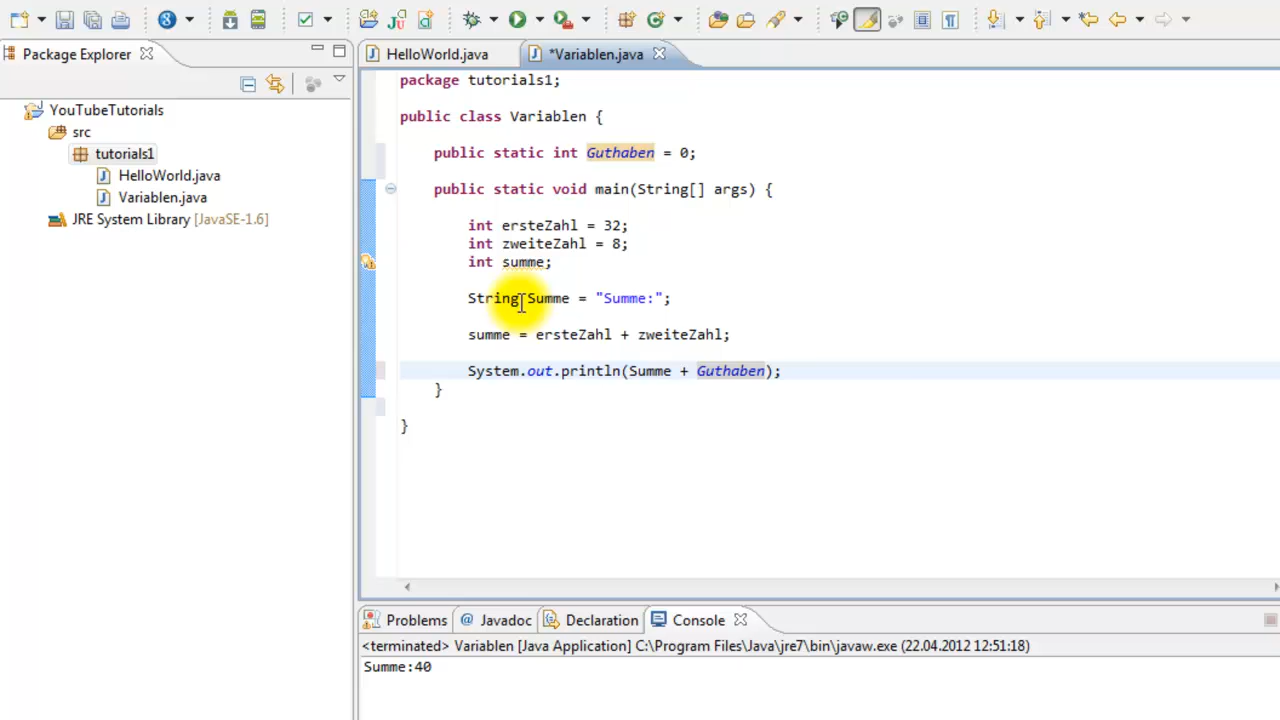 Package Explorer
YouTubeTutorials
src
tutorials1
HelloWorld.java
Variablen.java
JRE System Library [JavaSE-1.6]
HelloWorld.java
*Variablen.java
package tutorials1;
public class Variablen {
public static int Guthaben = 0;
public static void main(String[] args) {
int ersteZahl = 32;
int zweiteZahl = 8;
int summe;
String Summe = "Summe:";
summe = ersteZahl + zweiteZahl;
System.out.println(Summe + Guthaben);
}
}
Problems @ Javadoc Declaration Console
<terminated> Variablen [Java Application] C:\Program Files\Java\jre7\bin\javaw.exe (22.04.2012 12:51:18)
Summe:40